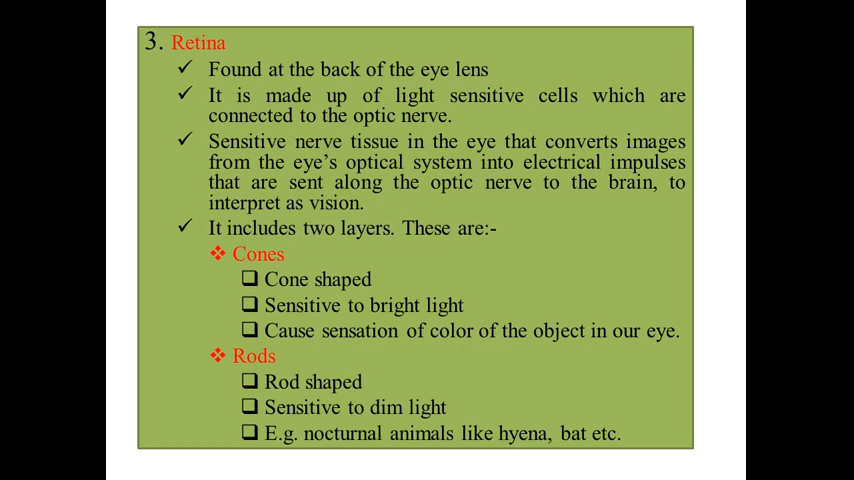 3. Retina
✓ Found at the back of the eye lens
✓ It is made up of light sensitive cells which are
connected to the optic nerve.
✓ Sensitive nerve tissue in the eye that converts images
from the eye's optical system into electrical impulses
that are sent along the optic nerve to the brain, to
interpret as vision.
✓ It includes two layers. These are:-
❖ Cones
❑ Cone shaped
❑ Sensitive to bright light
❑ Cause sensation of color of the object in our eye.
❖ Rods
❑ Rod shaped
❑ Sensitive to dim light
❑ E.g. nocturnal animals like hyena, bat etc.